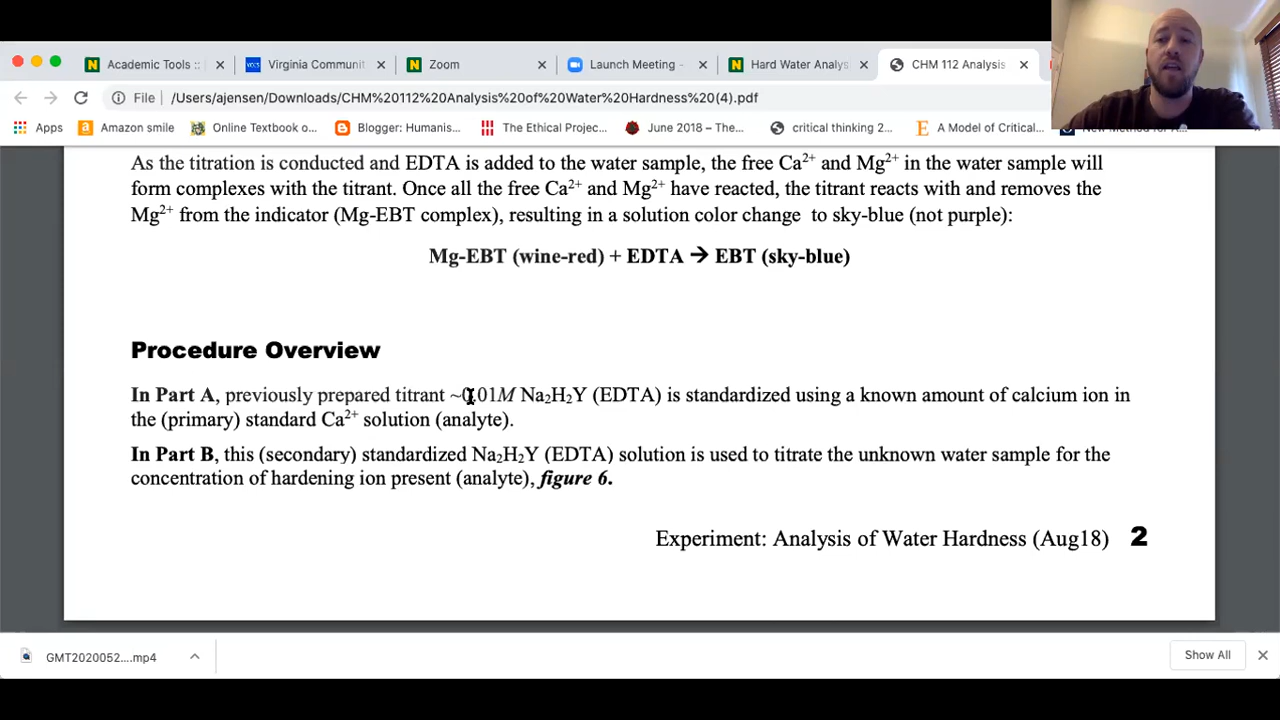 Academic Tools ::
Virginia Communit
Zoom
Launch Meeting -
Hard Water Analys
CHM 112 Analysis
File
/Users/ajensen/Downloads/CHM%20112%20Analysis%20of%20Water%20Hardness%20(4).pdf
Apps
Amazon smile
Online Textbook o...
Blogger: Humanis...
The Ethical Projec...
June 2018 – The...
critical thinking 2...
A Model of Critical...
New Method for A...
As the titration is conducted and EDTA is added to the water sample, the free Ca²⁺ and Mg²⁺ in the water sample will
form complexes with the titrant. Once all the free Ca²⁺ and Mg²⁺ have reacted, the titrant reacts with and removes the
Mg²⁺ from the indicator (Mg-EBT complex), resulting in a solution color change to sky-blue (not purple):
Mg-EBT (wine-red) + EDTA → EBT (sky-blue)
Procedure Overview
In Part A, previously prepared titrant ~0.01M Na₂H₂Y (EDTA) is standardized using a known amount of calcium ion in
the (primary) standard Ca²⁺ solution (analyte).
In Part B, this (secondary) standardized Na₂H₂Y (EDTA) solution is used to titrate the unknown water sample for the
concentration of hardening ion present (analyte), figure 6.
Experiment: Analysis of Water Hardness (Aug18) 2
GMT2020052....mp4
Show All